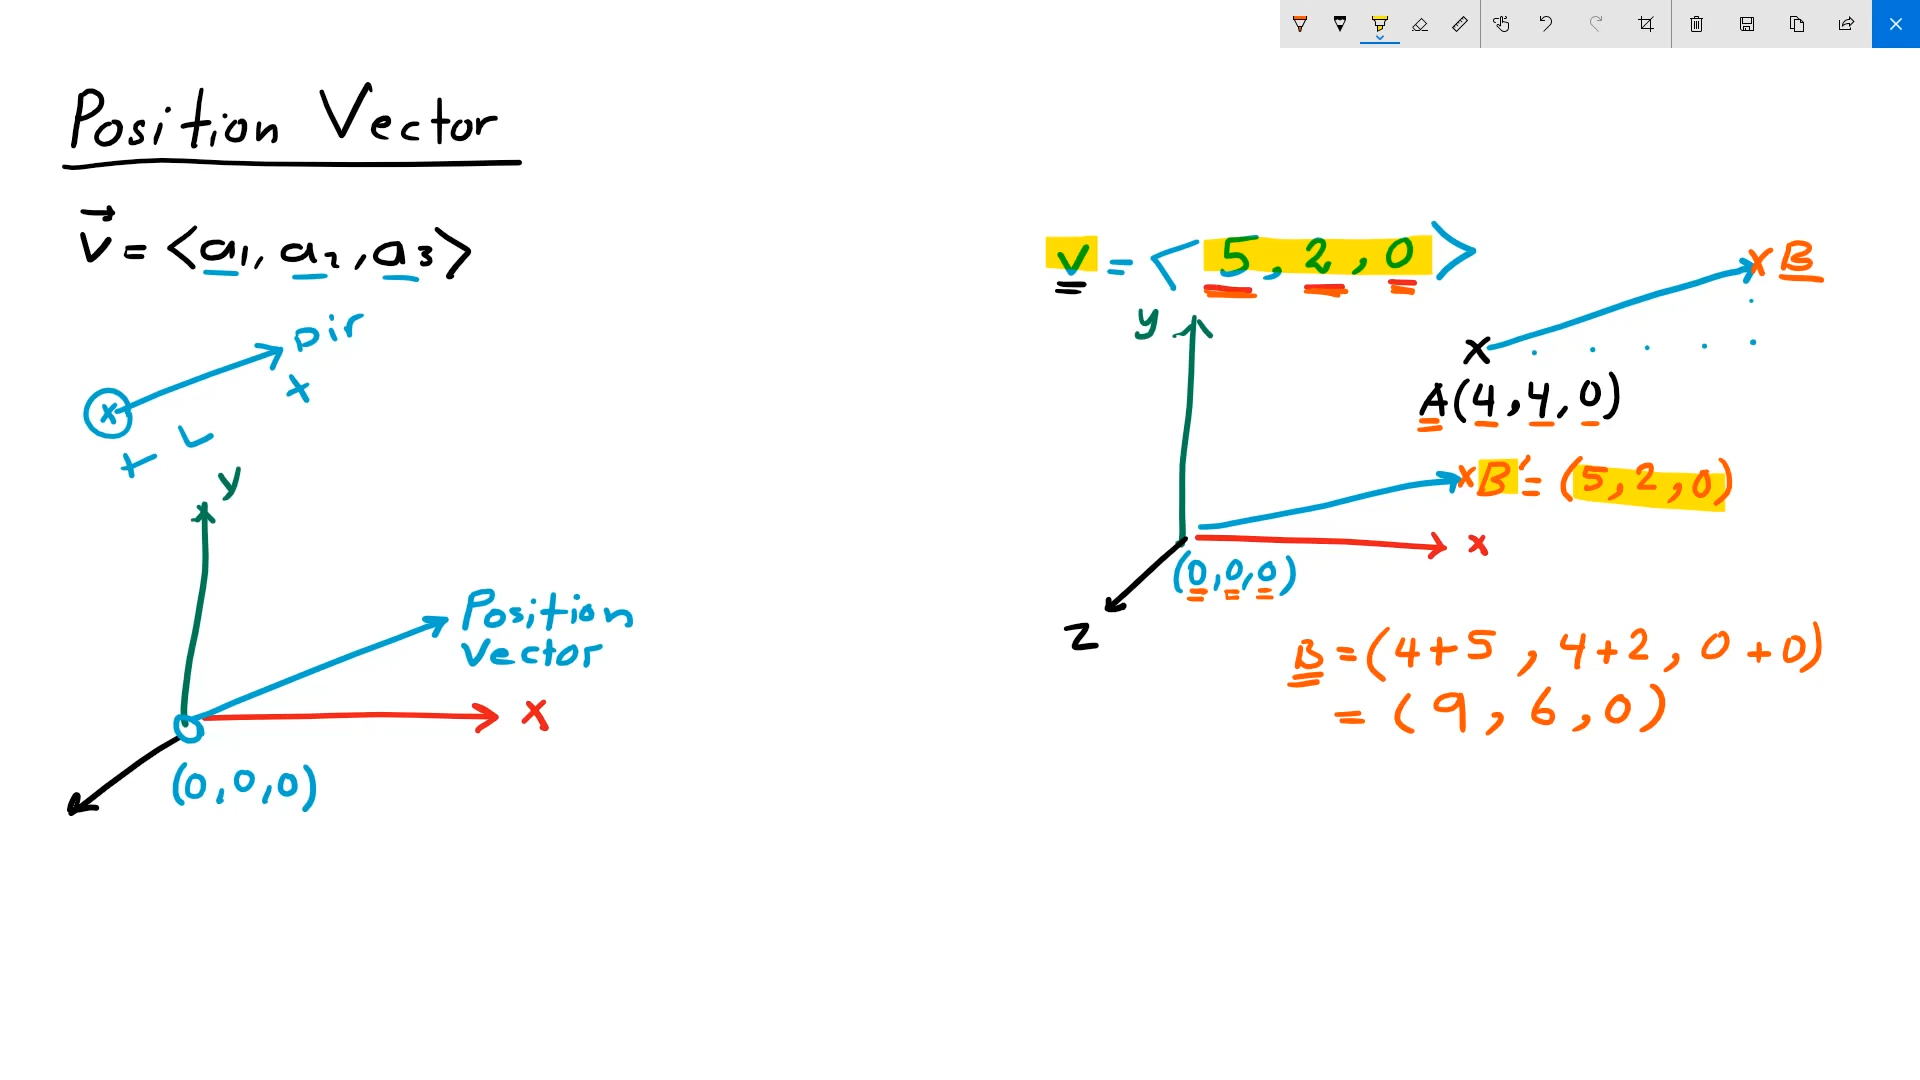 Position Vector
v = <a1, a2, a3>
Dir
x
x
L
y
Position
Vector
x
(0,0,0)
v = <5, 2, 0>
x B
y
x
A(4,4,0)
x B' = (5,2,0)
x
(0,0,0)
z
B = (4+5, 4+2, 0+0)
= (9, 6, 0)